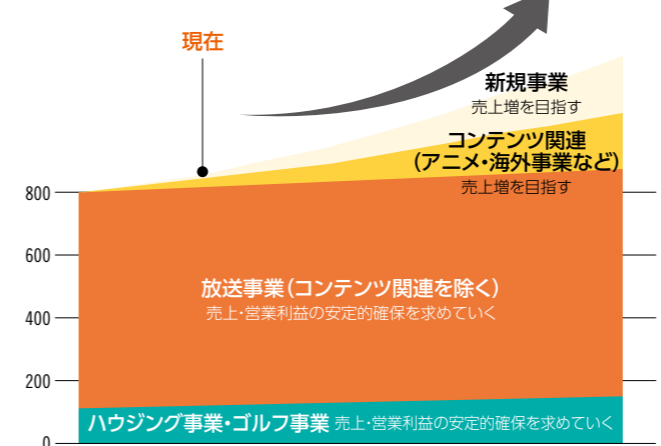 現在
新規事業
売上増を目指す
コンテンツ関連
（アニメ・海外事業など）
売上増を目指す
800
600
放送事業（コンテンツ関連を除く）
売上・営業利益の安定的確保を求めていく
400
200
ハウジング事業・ゴルフ事業 売上・営業利益の安定的確保を求めていく
0